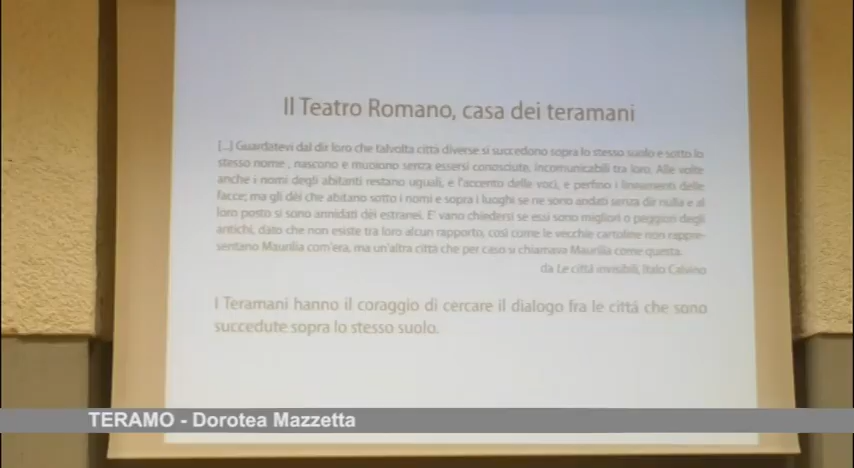 Il Teatro Romano, casa dei teramani
[...] Guardatevi dal dir loro che talvolta città diverse si succedono sopra lo stesso suolo e sotto lo
stesso nome , nascono e muoiono senza essersi conosciute, incomunicabili tra loro. Alle volte
anche i nomi degli abitanti restano uguali, e l'accento delle voci, e perfino i lineamenti delle
facce; ma gli dèi che abitano sotto i nomi e sopra i luoghi se ne sono andati senza dir nulla e al
loro posto si sono annidati dèi estranei. E' vano chiedersi se essi sono migliori o peggiori degli
antichi, dato che non esiste tra loro alcun rapporto, così come le vecchie cartoline non rappre-
sentano Maurilia com'era, ma un'altra città che per caso si chiamava Maurilia come questa.
da Le città invisibili, Italo Calvino
I Teramani hanno il coraggio di cercare il dialogo fra le città che sono
succedute sopra lo stesso suolo.
TERAMO - Dorotea Mazzetta